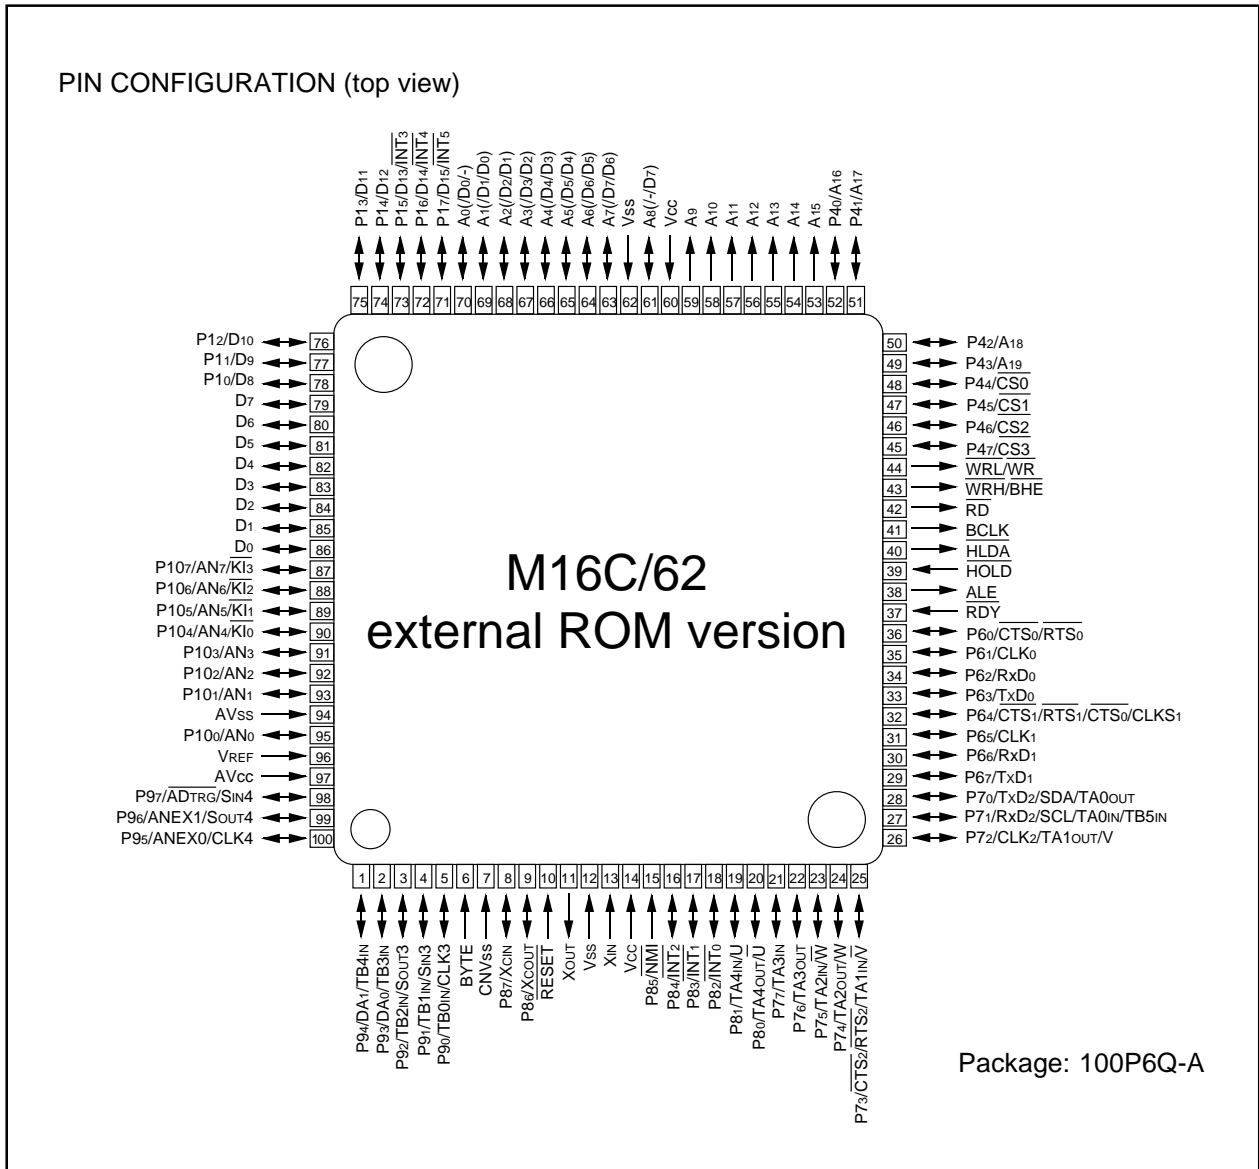 PIN CONFIGURATION (top view)
P13/D11
P14/D12
P15/D13/INT3
P16/D14/INT4
P17/D15/INT5
A0(/D0/-)
A1(/D1/D0)
A2(/D2/D1)
A3(/D3/D2)
A4(/D4/D3)
A5(/D5/D4)
A6(/D6/D5)
A7(/D7/D6)
Vss
A8(/-/D7)
Vcc
A9
A10
A11
A12
A13
A14
A15
P40/A16
P41/A17
75 74 73 72 71 70 69 68 67 66 65 64 63 62 61 60 59 58 57 56 55 54 53 52 51
P12/D10 76
P11/D9 77
P10/D8 78
D7 79
D6 80
D5 81
D4 82
D3 83
D2 84
D1 85
D0 86
P107/AN7/KI3 87
P106/AN6/KI2 88
P105/AN5/KI1 89
P104/AN4/KI0 90
P103/AN3 91
P102/AN2 92
P101/AN1 93
AVss 94
P100/AN0 95
VREF 96
AVcc 97
P97/ADTRG/SIN4 98
P96/ANEX1/SOUT4 99
P95/ANEX0/CLK4 100
M16C/62
external ROM version
50 P42/A18
49 P43/A19
48 P44/CS0
47 P45/CS1
46 P46/CS2
45 P47/CS3
44 WRL/WR
43 WRH/BHE
42 RD
41 BCLK
40 HLDA
39 HOLD
38 ALE
37 RDY
36 P60/CTS0/RTS0
35 P61/CLK0
34 P62/RxD0
33 P63/TxD0
32 P64/CTS1/RTS1/CTS0/CLKS1
31 P65/CLK1
30 P66/RxD1
29 P67/TxD1
28 P70/TxD2/SDA/TA0OUT
27 P71/RxD2/SCL/TA0IN/TB5IN
26 P72/CLK2/TA1OUT/V
1 2 3 4 5 6 7 8 9 10 11 12 13 14 15 16 17 18 19 20 21 22 23 24 25
P94/DA1/TB4IN
P93/DA0/TB3IN
P92/TB2IN/SOUT3
P91/TB1IN/SIN3
P90/TB0IN/CLK3
BYTE
CNVss
P87/XCIN
P86/XCOUT
RESET
XOUT
Vss
XIN
Vcc
P85/NMI
P84/INT2
P83/INT1
P82/INT0
P81/TA4IN/U
P80/TA4OUT/U
P77/TA3IN
P76/TA3OUT
P75/TA2IN/W
P74/TA2OUT/W
P73/CTS2/RTS2/TA1IN/V
Package: 100P6Q-A